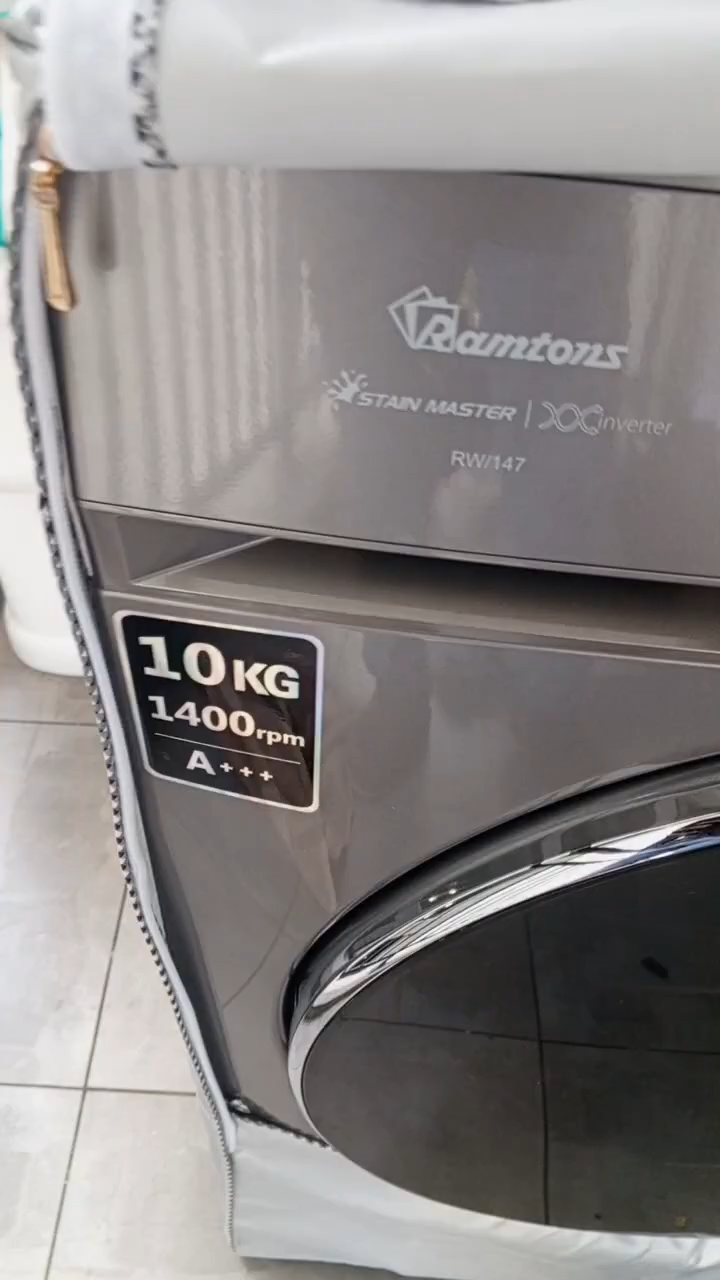 Ramtons
STAIN MASTER | inverter
RW/147
10KG
1400rpm
A+++